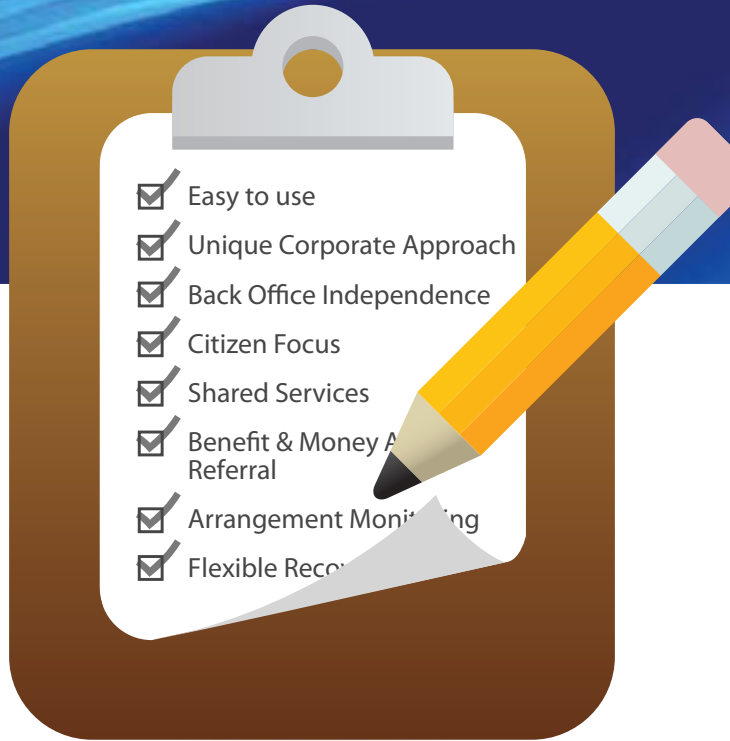 Easy to use
Unique Corporate Approach
Back Office Independence
Citizen Focus
Shared Services
Benefit & Money
Referral
Arrangement
Flexible